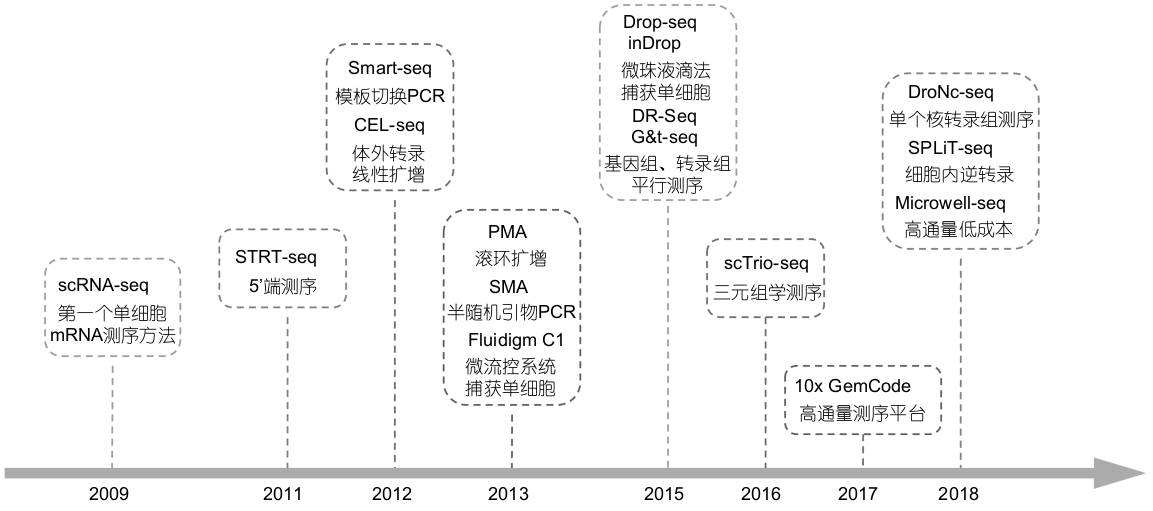 scRNA-seq
第一个单细胞
mRNA测序方法
STRT-seq
5'端测序
Smart-seq
模板切换PCR
CEL-seq
体外转录
线性扩增
PMA
滚环扩增
SMA
半随机引物PCR
Fluidigm C1
微流控系统
捕获单细胞
Drop-seq
inDrop
微珠液滴法
捕获单细胞
DR-Seq
G&t-seq
基因组、转录组
平行测序
scTrio-seq
三元组学测序
10x GemCode
高通量测序平台
DroNc-seq
单个核转录组测序
SPLiT-seq
细胞内逆转录
Microwell-seq
高通量低成本
2009
2011
2012
2013
2015
2016
2017
2018